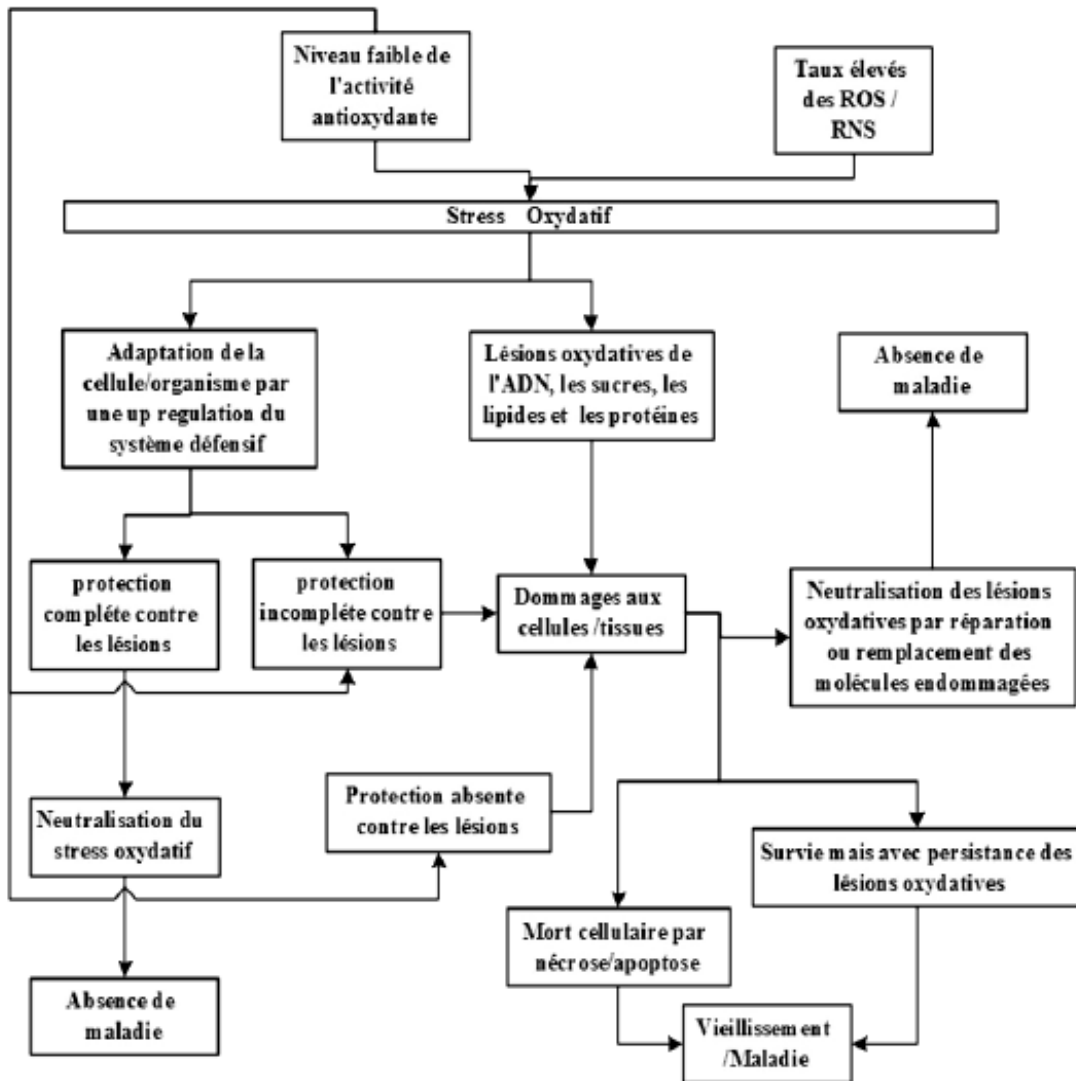 Niveau faible de
l'activité
antioxydante
Taux élevés
des ROS /
RNS
Stress Oxydatif
Adaptation de la
cellule/organisme par
une up regulation du
système défensif
Lésions oxydatives de
l'ADN, les sucres, les
lipides et les protéines
Absence de
maladie
protection
compléte contre
les lésions
protection
incompléte contre
les lésions
Dommages aux
cellules /tissues
Neutralisation des lésions
oxydatives par réparation
ou remplacement des
molécules endommagées
Protection absente
contre les lésions
Neutralisation du
stress oxydatif
Survie mais avec persistance des
lésions oxydatives
Mort cellulaire par
nécrose/apoptose
Absence de
maladie
Vieillissement
/Maladie